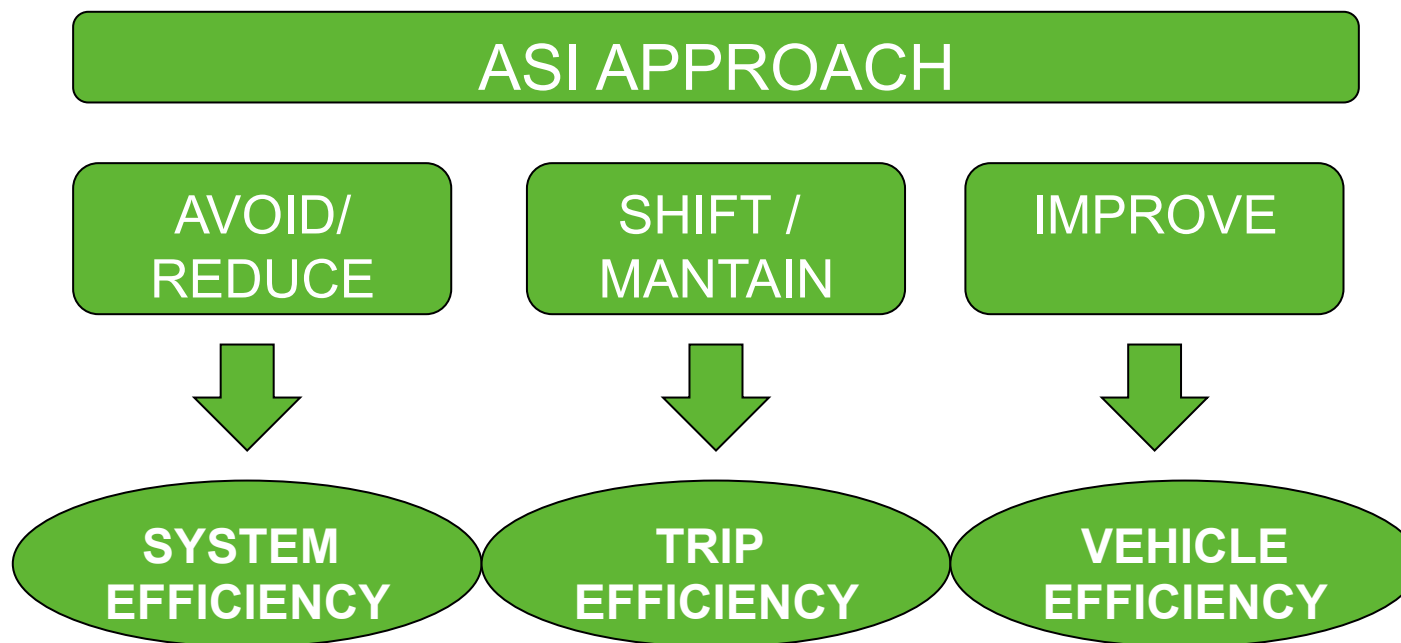 ASI APPROACH
AVOID/
REDUCE
SHIFT /
MANTAIN
IMPROVE
SYSTEM
EFFICIENCY
TRIP
EFFICIENCY
VEHICLE
EFFICIENCY